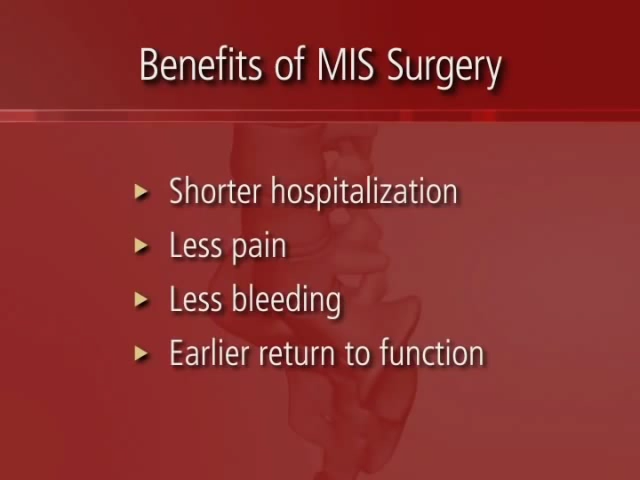 Benefits of MIS Surgery
Shorter hospitalization
Less pain
Less bleeding
Earlier return to function